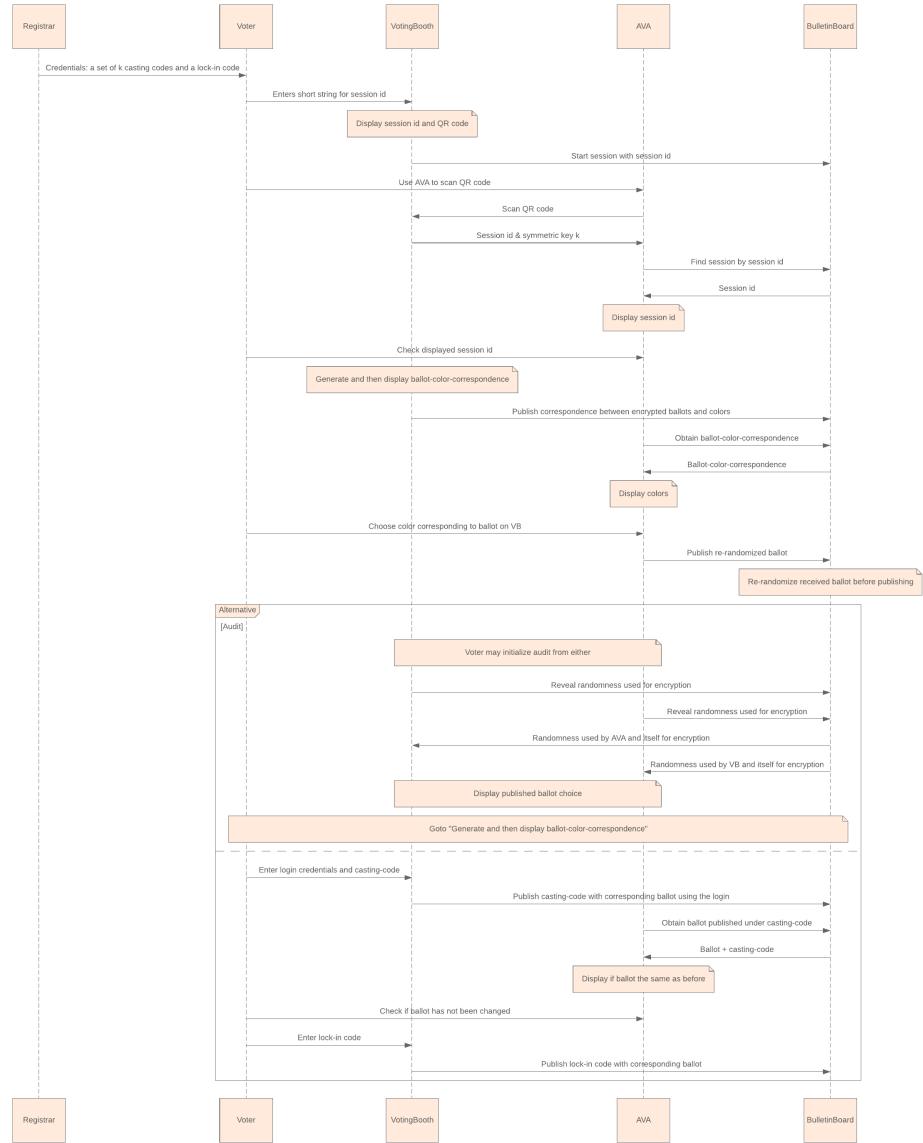 Registrar
Voter
VotingBooth
AVA
BulletinBoard
Credentials: a set of k casting codes and a lock-in code
Enters short string for session id
Display session id and QR code
Start session with session id
Use AVA to scan QR code
Scan QR code
Session id & symmetric key k
Find session by session id
Session id
Display session id
Check displayed session id
Generate and then display ballot-color-correspondence
Publish correspondence between encrypted ballots and colors
Obtain ballot-color-correspondence
Ballot-color-correspondence
Display colors
Choose color corresponding to ballot on VB
Publish re-randomized ballot
Re-randomize received ballot before publishing
Alternative
[Audit]
Voter may initialize audit from either
Reveal randomness used for encryption
Reveal randomness used for encryption
Randomness used by AVA and itself for encryption
Randomness used by VB and itself for encryption
Display published ballot choice
Goto "Generate and then display ballot-color-correspondence"
Enter login credentials and casting-code
Publish casting-code with corresponding ballot using the login
Obtain ballot published under casting-code
Ballot + casting-code
Display if ballot the same as before
Check if ballot has not been changed
Enter lock-in code
Publish lock-in code with corresponding ballot
Registrar
Voter
VotingBooth
AVA
BulletinBoard